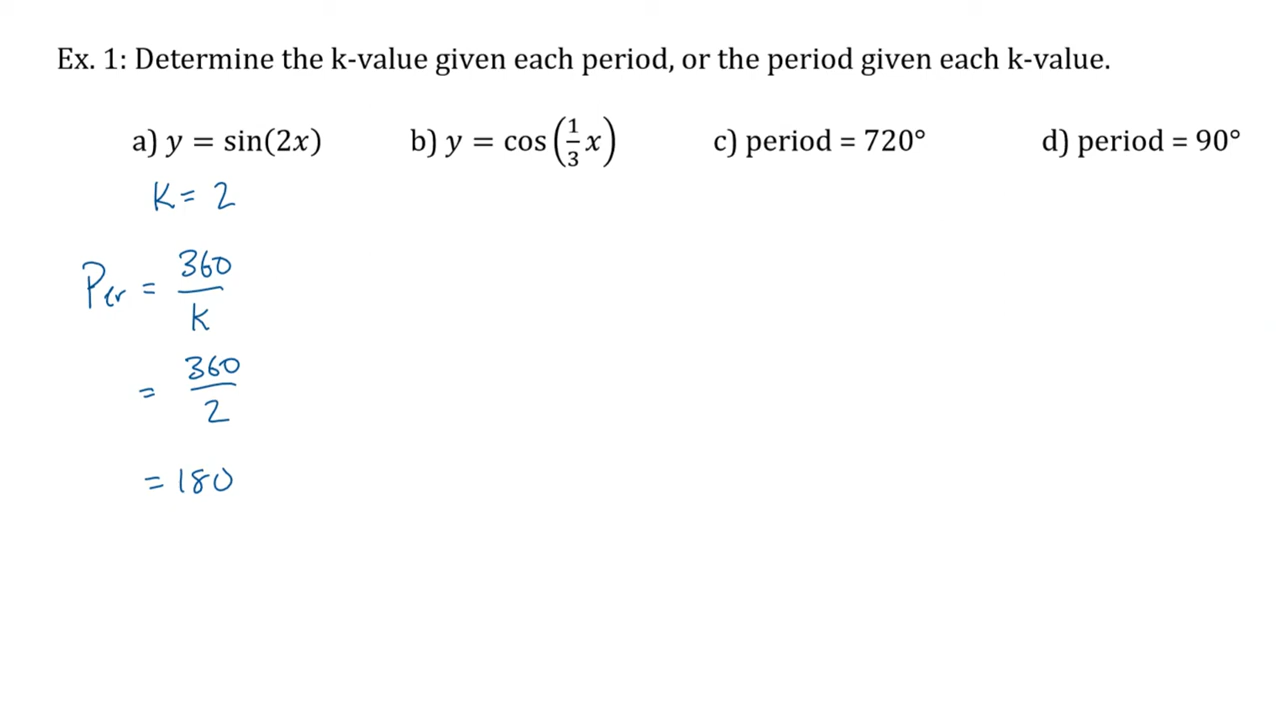 Ex. 1: Determine the k-value given each period, or the period given each k-value.
a) y = sin(2x) b) y = cos(1/3 x) c) period = 720° d) period = 90°
K = 2
Per = 360/k
= 360/2
= 180